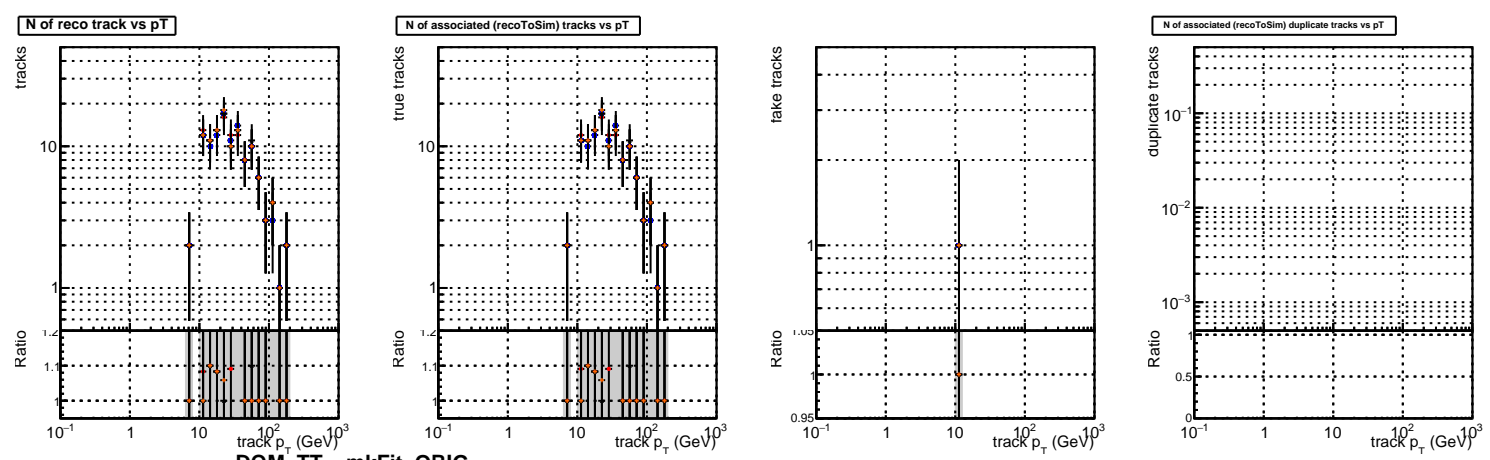 N of reco track vs pT
tracks
10
1
Ratio
1.2
1.1
1
10⁻¹ 1 10 10² 10³
track p_T (GeV)
N of associated (recoToSim) tracks vs pT
true tracks
10
1
Ratio
1.2
1.1
1
10⁻¹ 1 10 10² 10³
track p_T (GeV)
fake tracks
1
Ratio
1.05
1
0.95
10⁻¹ 1 10 10² 10³
track p_T (GeV)
N of associated (recoToSim) duplicate tracks vs pT
duplicate tracks
10⁻¹
10⁻²
10⁻³
Ratio
1
0.5
0
10⁻¹ 1 10 10² 10³
track p_T (GeV)